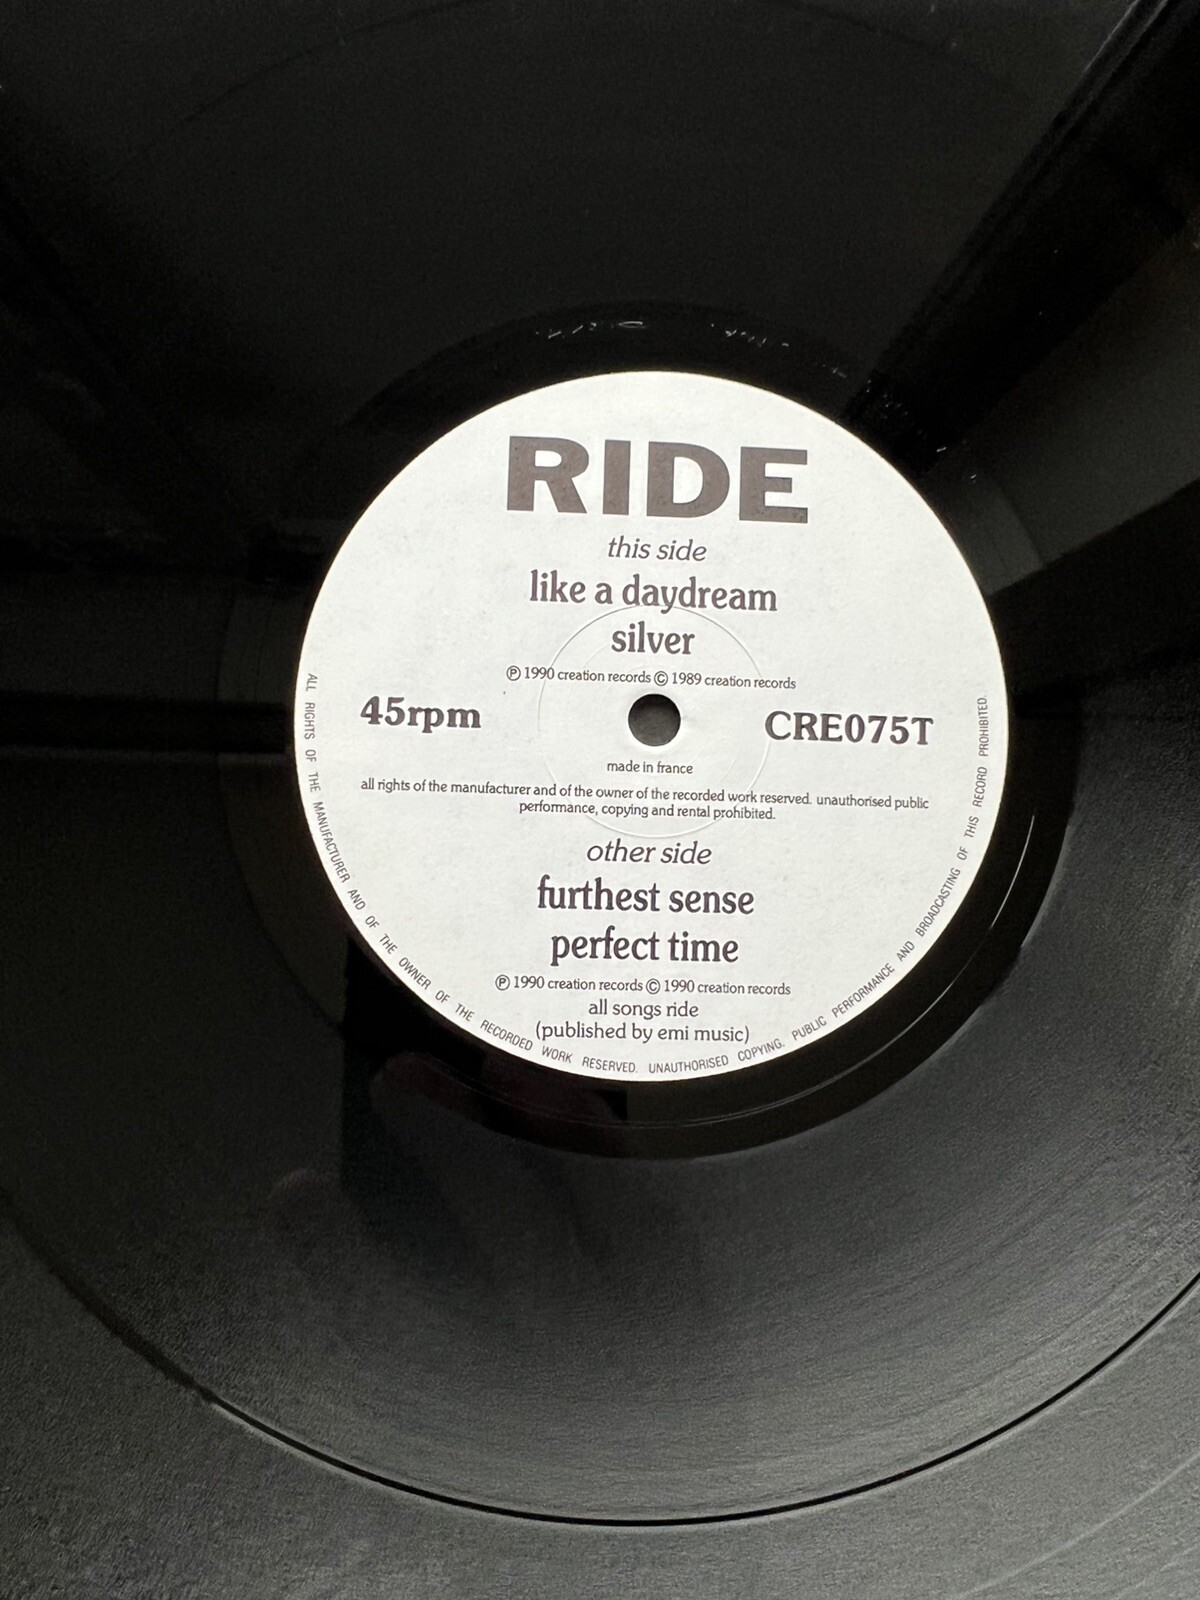 RIDE
this side
like a daydream
silver
℗ 1990 creation records © 1989 creation records
45rpm
CRE075T
made in france
all rights of the manufacturer and of the owner of the recorded work reserved. unauthorised public
performance, copying and rental prohibited.
other side
furthest sense
perfect time
℗ 1990 creation records © 1990 creation records
all songs ride
(published by emi music)
ALL RIGHTS OF THE MANUFACTURER AND OF THE OWNER OF THE RECORDED WORK RESERVED. UNAUTHORISED COPYING. PUBLIC PERFORMANCE AND BROADCASTING OF THIS RECORD PROHIBITED.